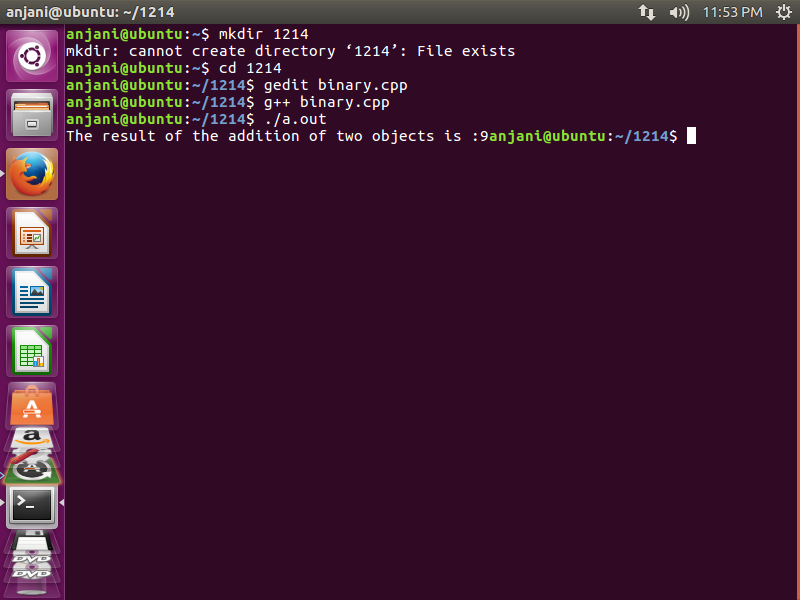 anjani@ubuntu: ~/1214
11:53 PM
anjani@ubuntu:~$ mkdir 1214
mkdir: cannot create directory ‘1214’: File exists
anjani@ubuntu:~$ cd 1214
anjani@ubuntu:~/1214$ gedit binary.cpp
anjani@ubuntu:~/1214$ g++ binary.cpp
anjani@ubuntu:~/1214$ ./a.out
The result of the addition of two objects is :9anjani@ubuntu:~/1214$
A
a
>_
DVD
DVD